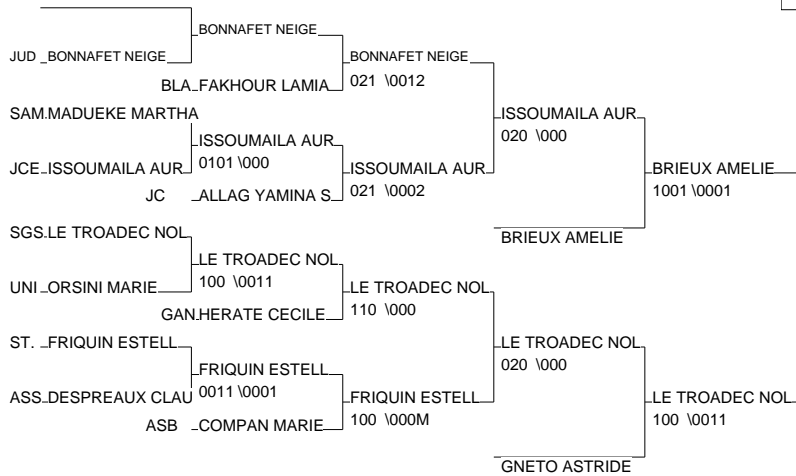 BONNAFET NEIGE
JUD BONNAFET NEIGE BONNAFET NEIGE
BLA FAKHOUR LAMIA 021 \0012
SAM MADUEKE MARTHA ISSOUMAILA AUR
ISSOUMAILA AUR 020 \000
JCE ISSOUMAILA AUR 0101 \000 ISSOUMAILA AUR BRIEUX AMELIE
JC ALLAG YAMINA S 021 \0002 1001 \0001
SGS LE TROADEC NOL BRIEUX AMELIE
LE TROADEC NOL
UNI ORSINI MARIE 100 \0011 LE TROADEC NOL
GAN HERATE CECILE 110 \000
ST. FRIQUIN ESTELL LE TROADEC NOL
FRIQUIN ESTELL 020 \000
ASS DESPREAUX CLAU 0011 \0001 FRIQUIN ESTELL LE TROADEC NOL
ASB COMPAN MARIE 100 \000M 100 \0011
GNETO ASTRIDE